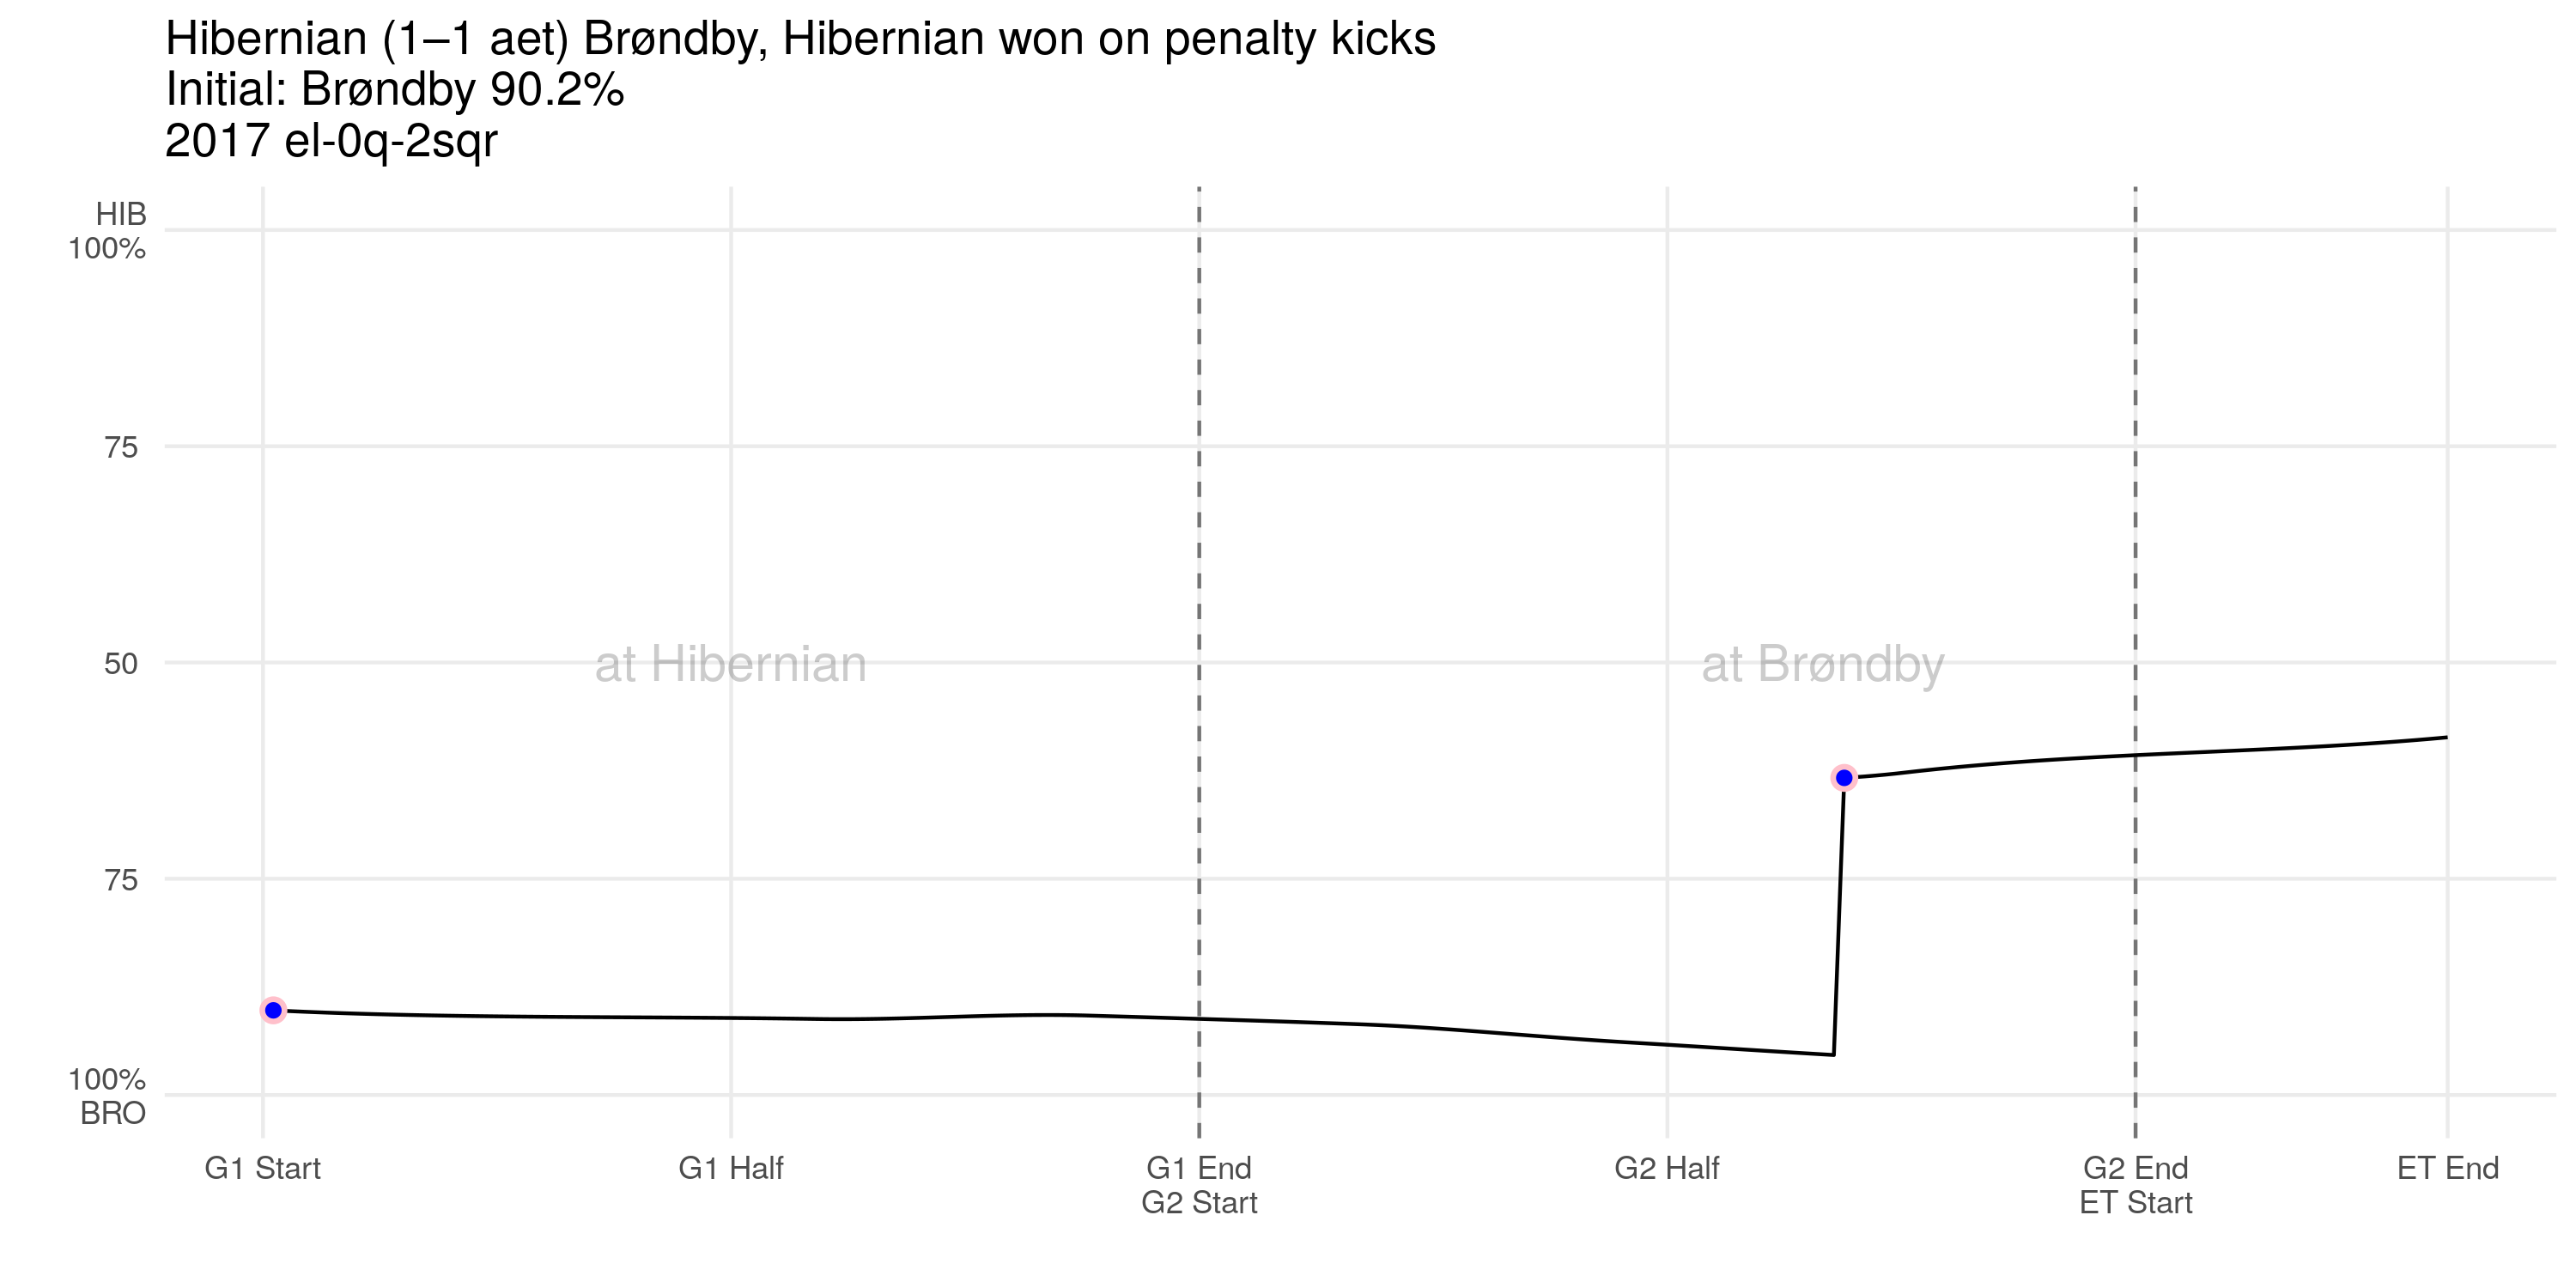 Hibernian (1–1 aet) Brøndby, Hibernian won on penalty kicks
Initial: Brøndby 90.2%
2017 el-0q-2sqr
HIB
100%
75
50
75
100%
BRO
at Hibernian
at Brøndby
G1 Start
G1 Half
G1 End
G2 Start
G2 Half
G2 End
ET Start
ET End